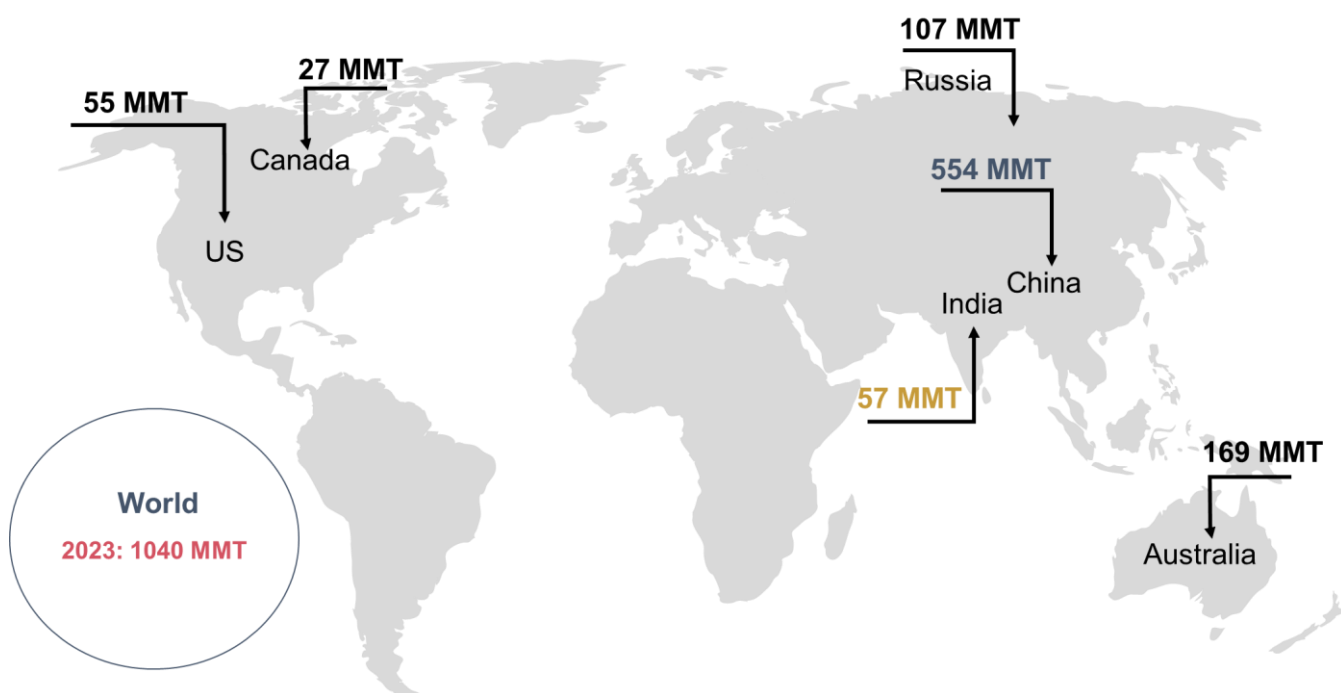 107 MMT
Russia
27 MMT
55 MMT
Canada
554 MMT
US
China
India
57 MMT
169 MMT
World
2023: 1040 MMT
Australia